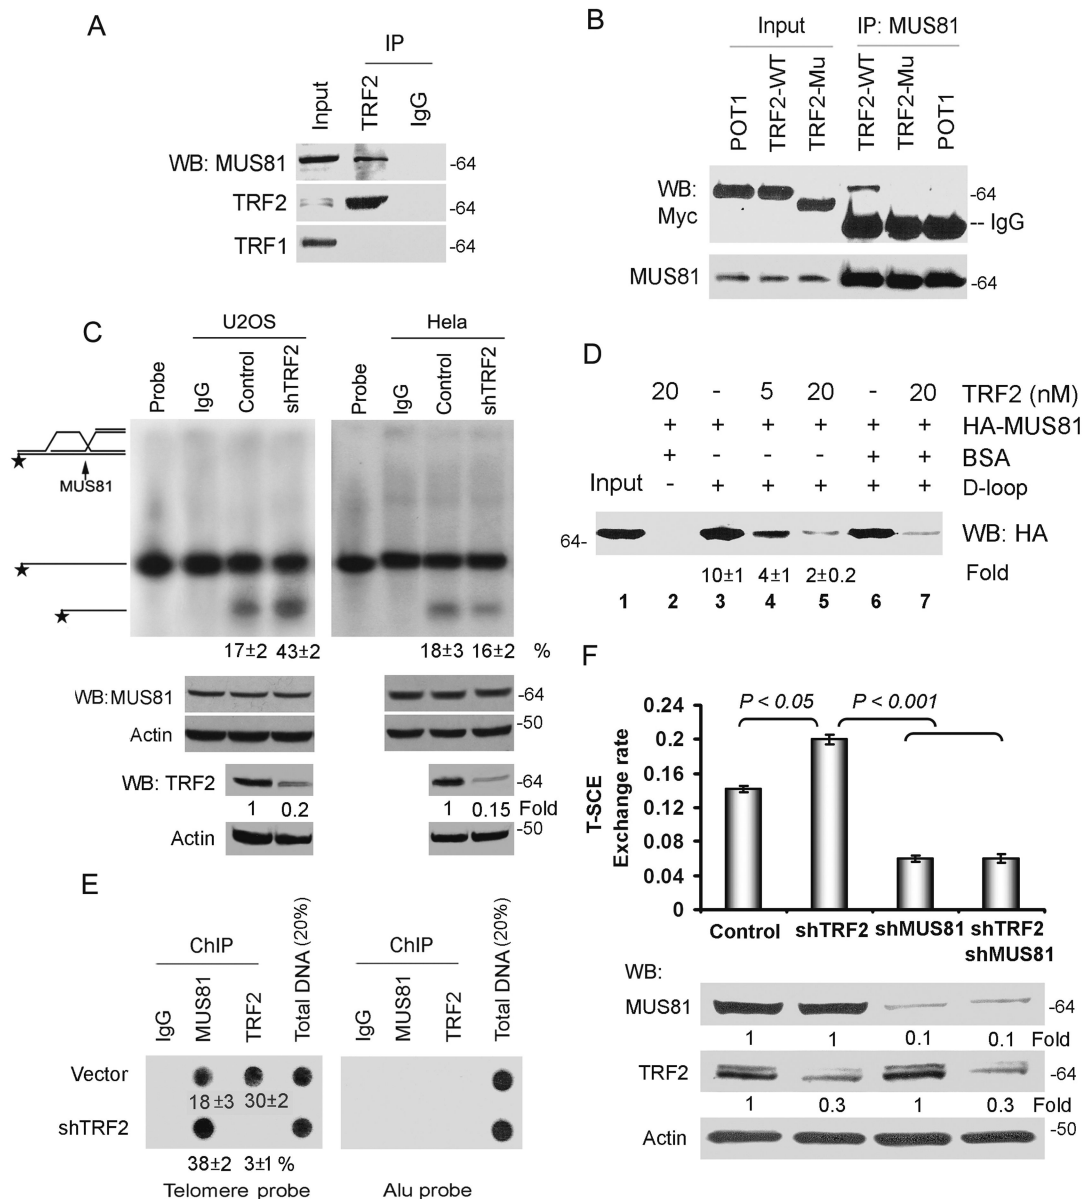 A
IP
Input
TRF2
IgG
WB: MUS81
-64
TRF2
-64
TRF1
-64
B
Input
IP: MUS81
POT1
TRF2-WT
TRF2-Mu
TRF2-WT
TRF2-Mu
POT1
WB:
Myc
-64
-- IgG
MUS81
-64
C
U2OS
Hela
Probe
IgG
Control
shTRF2
Probe
IgG
Control
shTRF2
MUS81
17±2 43±2
18±3 16±2 %
WB:MUS81
-64
Actin
-50
WB: TRF2
-64
1 0.2
1 0.15 Fold
Actin
-50
D
20 - 5 20 - 20 TRF2 (nM)
+ + + + + + HA-MUS81
+ - - - + + BSA
Input - + + + + + D-loop
64-
WB: HA
10±1 4±1 2±0.2 Fold
1 2 3 4 5 6 7
E
ChIP
ChIP
IgG
MUS81
TRF2
Total DNA (20%)
IgG
MUS81
TRF2
Total DNA (20%)
Vector
18±3 30±2
shTRF2
38±2 3±1 %
Telomere probe
Alu probe
F
T-SCE
Exchange rate
0.24
0.2
0.16
0.12
0.08
0.04
0
P < 0.05
P < 0.001
Control
shTRF2
shMUS81
shTRF2
shMUS81
WB:
MUS81
-64
1 1 0.1 0.1 Fold
TRF2
-64
1 0.3 1 0.3 Fold
Actin
-50